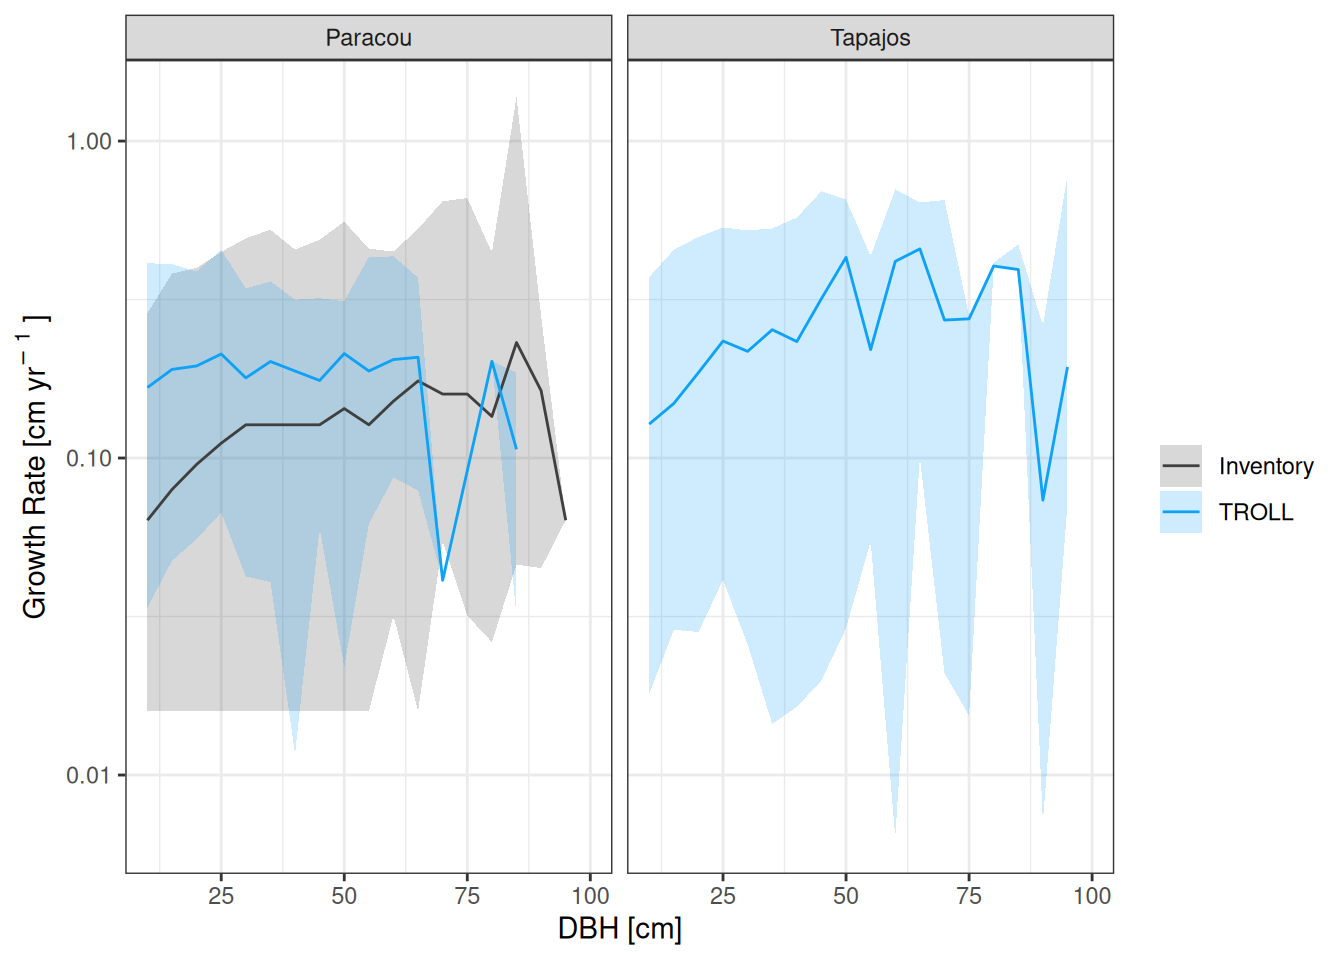 Paracou
Tapajos
1.00
0.10
0.01
Growth Rate [cm yr⁻¹]
25 50 75 100
25 50 75 100
DBH [cm]
Inventory
TROLL